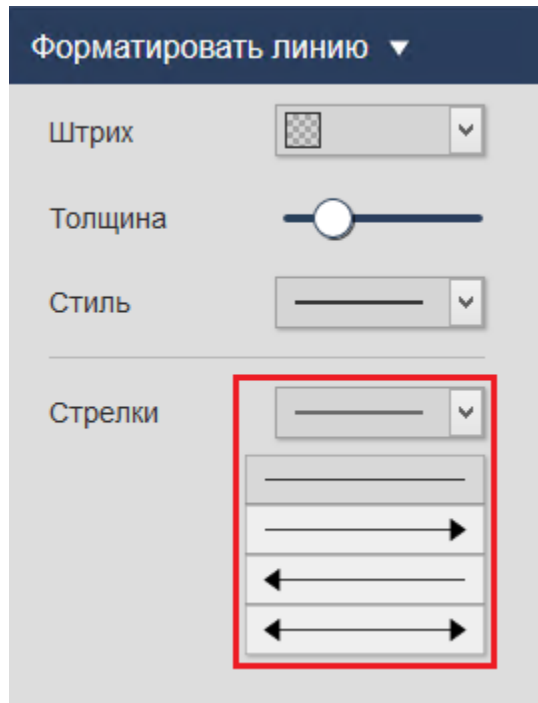 Форматировать линию
Штрих
Толщина
Стиль
Стрелки